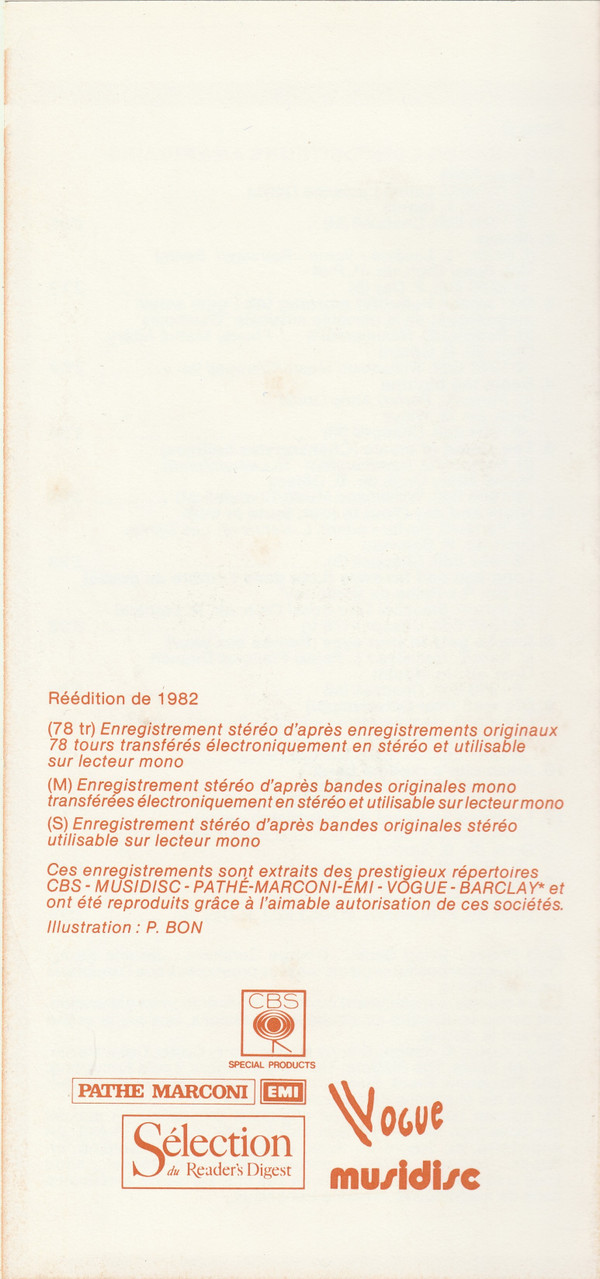 Réédition de 1982
(78 tr) Enregistrement stéréo d'après enregistrements originaux
78 tours transférés électroniquement en stéréo et utilisable
sur lecteur mono
(M) Enregistrement stéréo d'après bandes originales mono
transférées électroniquement en stéréo et utilisable sur lecteur mono
(S) Enregistrement stéréo d'après bandes originales stéréo
utilisable sur lecteur mono
Ces enregistrements sont extraits des prestigieux répertoires
CBS - MUSIDISC - PATHÉ-MARCONI-ÉMI - VOGUE - BARCLAY* et
ont été reproduits grâce à l'aimable autorisation de ces sociétés.
Illustration : P. BON
CBS
SPECIAL PRODUCTS
PATHE MARCONI EMI
VOGUE
Sélection
du Reader's Digest
musidisc